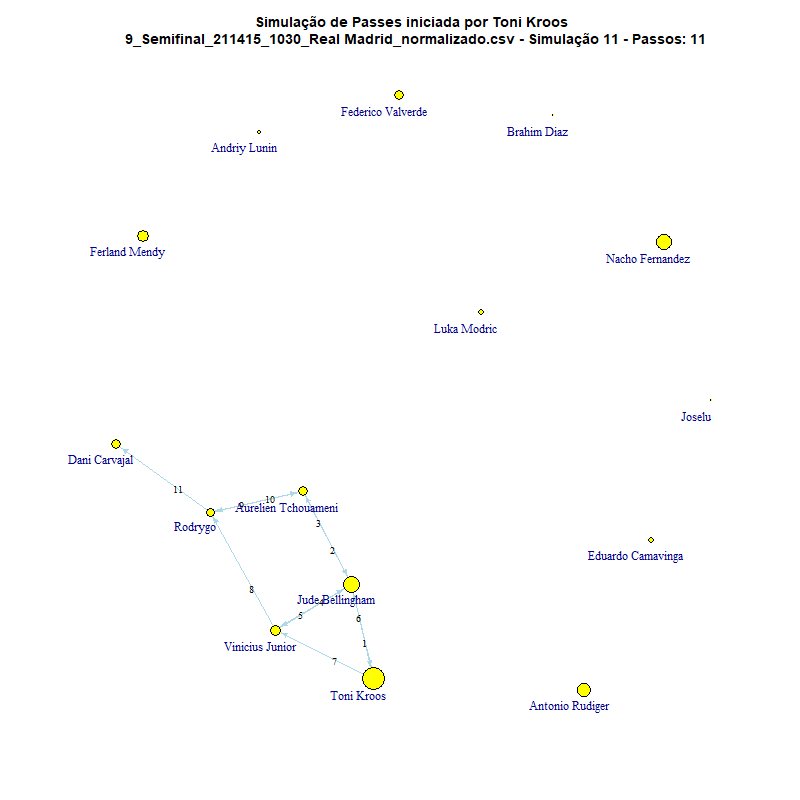 Simulação de Passes iniciada por Toni Kroos
9_Semifinal_211415_1030_Real Madrid_normalizado.csv - Simulação 11 - Passos: 11
Federico Valverde
Brahim Diaz
Andriy Lunin
Ferland Mendy
Nacho Fernandez
Luka Modric
Joselu
Dani Carvajal
11
10
Aurelien Tchouameni
Rodrygo
3
2
Eduardo Camavinga
8
Jude Bellingham
5
6
1
Vinicius Junior
7
Toni Kroos
Antonio Rudiger